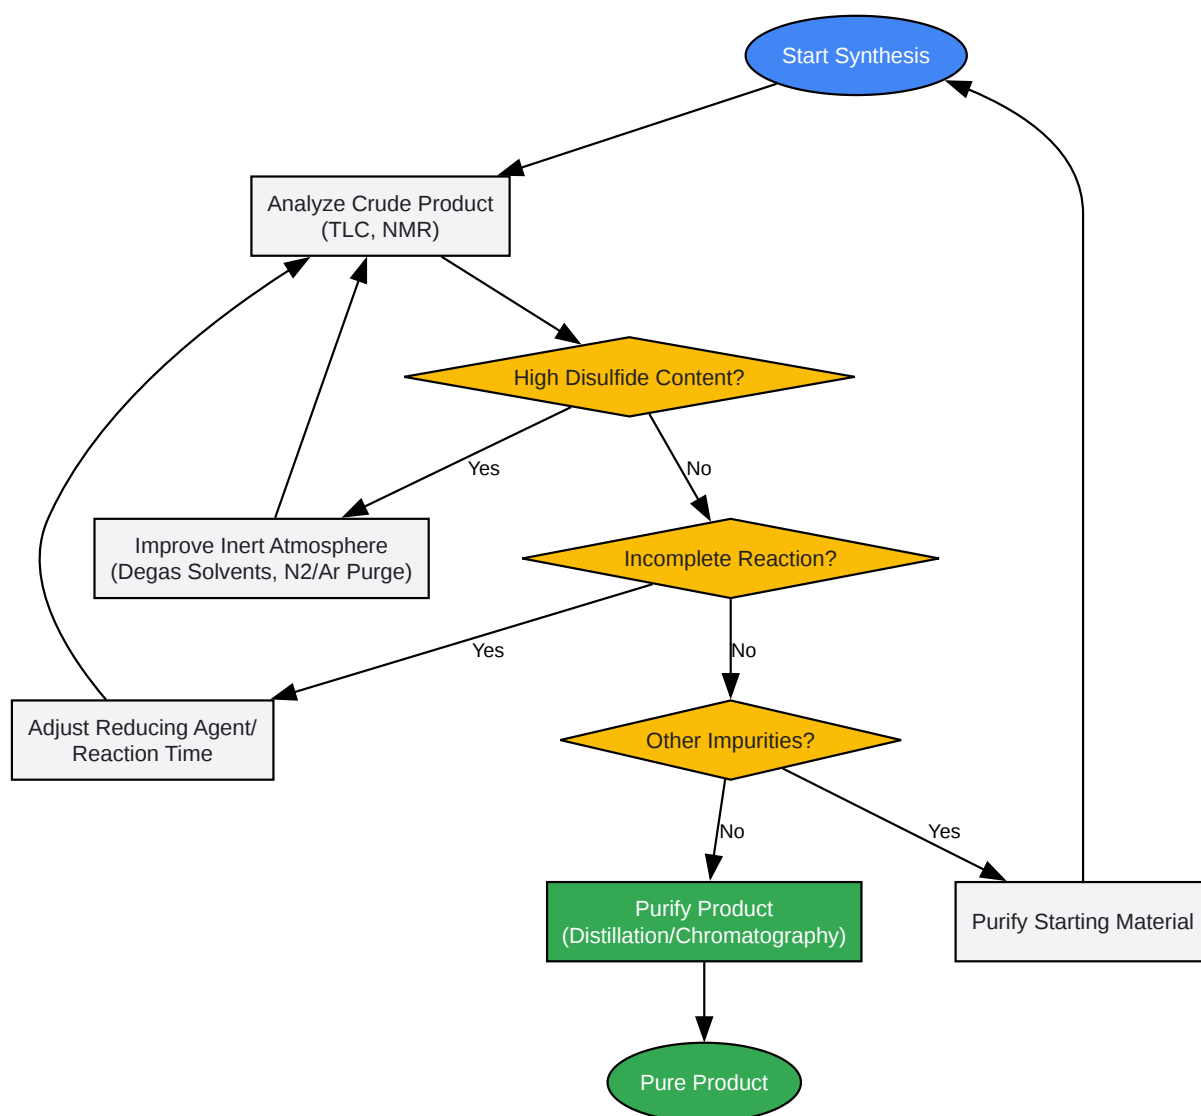 Start Synthesis
Analyze Crude Product
(TLC, NMR)
High Disulfide Content?
Yes
No
Improve Inert Atmosphere
(Degas Solvents, N2/Ar Purge)
Incomplete Reaction?
Yes
No
Adjust Reducing Agent/
Reaction Time
Other Impurities?
No
Yes
Purify Product
(Distillation/Chromatography)
Purify Starting Material
Pure Product